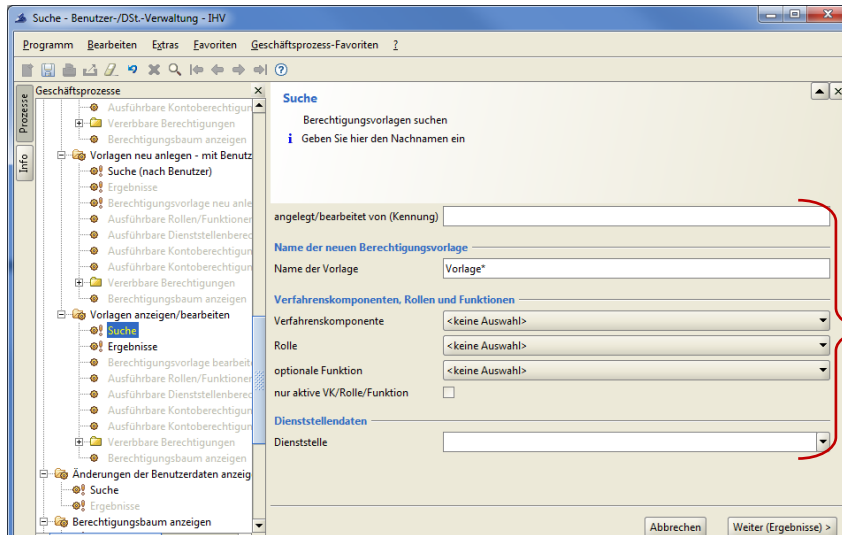 Suche - Benutzer-/DSt.-Verwaltung - IHV
Programm Bearbeiten Extras Favoriten Geschäftsprozess-Favoriten ?
Prozesse
Info
Geschäftsprozesse
Ausführbare Kontoberechtigun
Vererbbare Berechtigungen
Berechtigungsbaum anzeigen
Vorlagen neu anlegen - mit Benutz
Suche (nach Benutzer)
Ergebnisse
Berechtigungsvorlage neu anle
Ausführbare Rollen/Funktioner
Ausführbare Dienststellenberec
Ausführbare Kontoberechtigun
Ausführbare Kontoberechtigun
Vererbbare Berechtigungen
Berechtigungsbaum anzeigen
Vorlagen anzeigen/bearbeiten
Suche
Ergebnisse
Berechtigungsvorlage bearbeite
Ausführbare Rollen/Funktioner
Ausführbare Dienststellenberec
Ausführbare Kontoberechtigun
Ausführbare Kontoberechtigun
Vererbbare Berechtigungen
Berechtigungsbaum anzeigen
Änderungen der Benutzerdaten anzeig
Suche
Ergebnisse
Berechtigungsbaum anzeigen
Suche
Berechtigungsvorlagen suchen
i Geben Sie hier den Nachnamen ein
angelegt/bearbeitet von (Kennung)
Name der neuen Berechtigungsvorlage
Name der Vorlage Vorlage*
Verfahrenskomponenten, Rollen und Funktionen
Verfahrenskomponente <keine Auswahl>
Rolle <keine Auswahl>
optionale Funktion <keine Auswahl>
nur aktive VK/Rolle/Funktion
Dienststellendaten
Dienststelle
Abbrechen Weiter (Ergebnisse) >